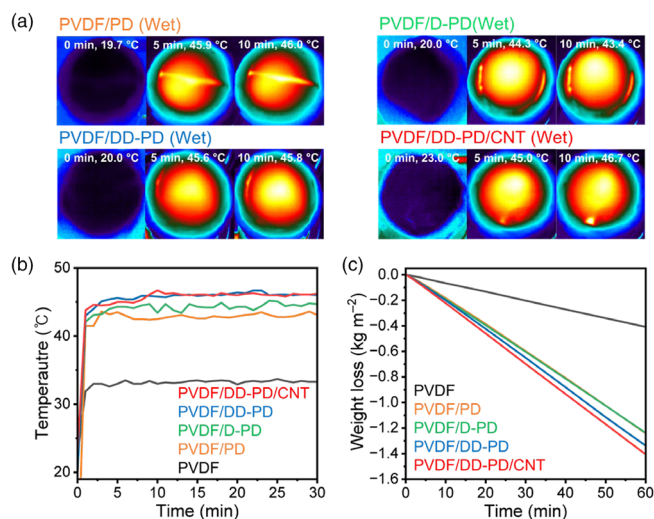 (a)
PVDF/PD (Wet)
0 min, 19.7 °C
5 min, 45.9 °C
10 min, 46.0 °C
PVDF/D-PD(Wet)
0 min, 20.0 °C
5 min, 44.3 °C
10 min, 43.4 °C
PVDF/DD-PD (Wet)
0 min, 20.0 °C
5 min, 45.6 °C
10 min, 45.8 °C
PVDF/DD-PD/CNT (Wet)
0 min, 23.0 °C
5 min, 45.0 °C
10 min, 46.7 °C
(b)
Temperautre (℃)
50
40
30
20
PVDF/DD-PD/CNT
PVDF/DD-PD
PVDF/D-PD
PVDF/PD
PVDF
0 5 10 15 20 25 30
Time (min)
(c)
Weight loss (kg m−2)
0.0
−0.2
−0.4
−0.6
−0.8
−1.0
−1.2
−1.4
−1.6
PVDF
PVDF/PD
PVDF/D-PD
PVDF/DD-PD
PVDF/DD-PD/CNT
0 10 20 30 40 50 60
Time (min)